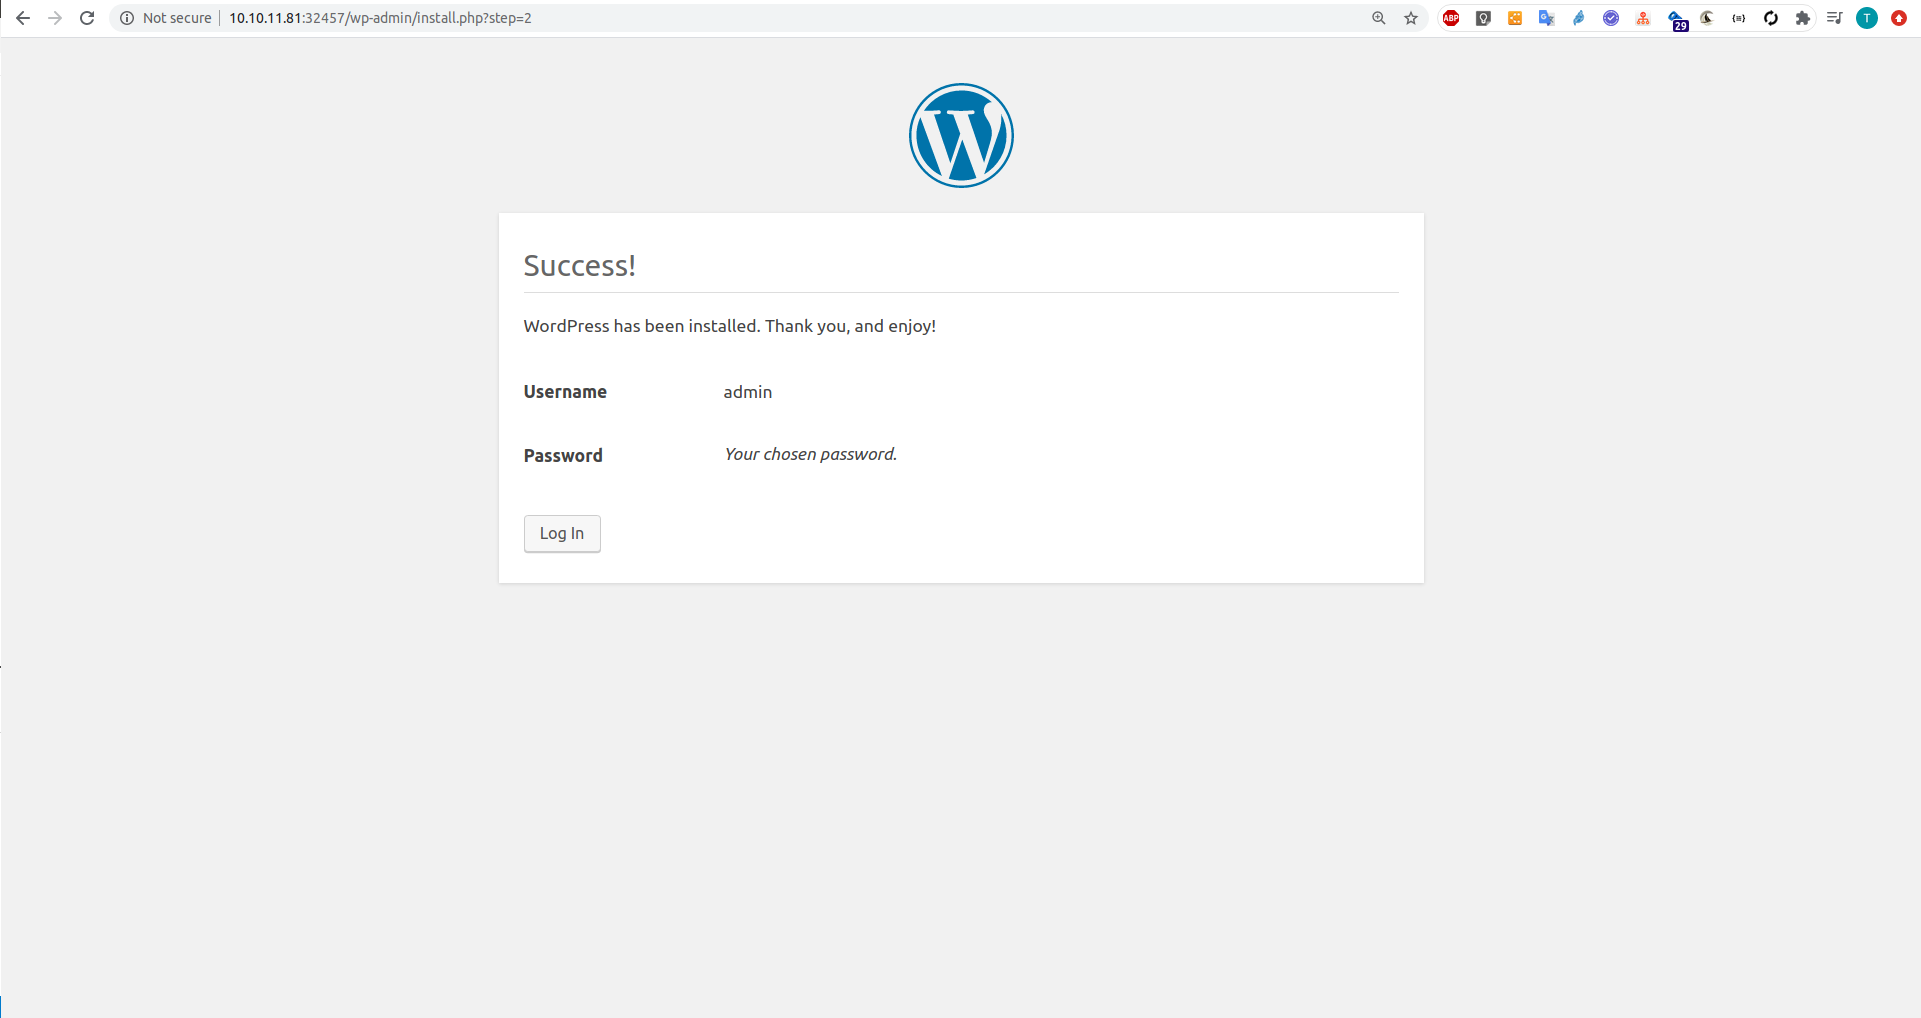 Not secure 10.10.11.81:32457/wp-admin/install.php?step=2
ABP
29
T
W
Success!
WordPress has been installed. Thank you, and enjoy!
Username admin
Password Your chosen password.
Log In